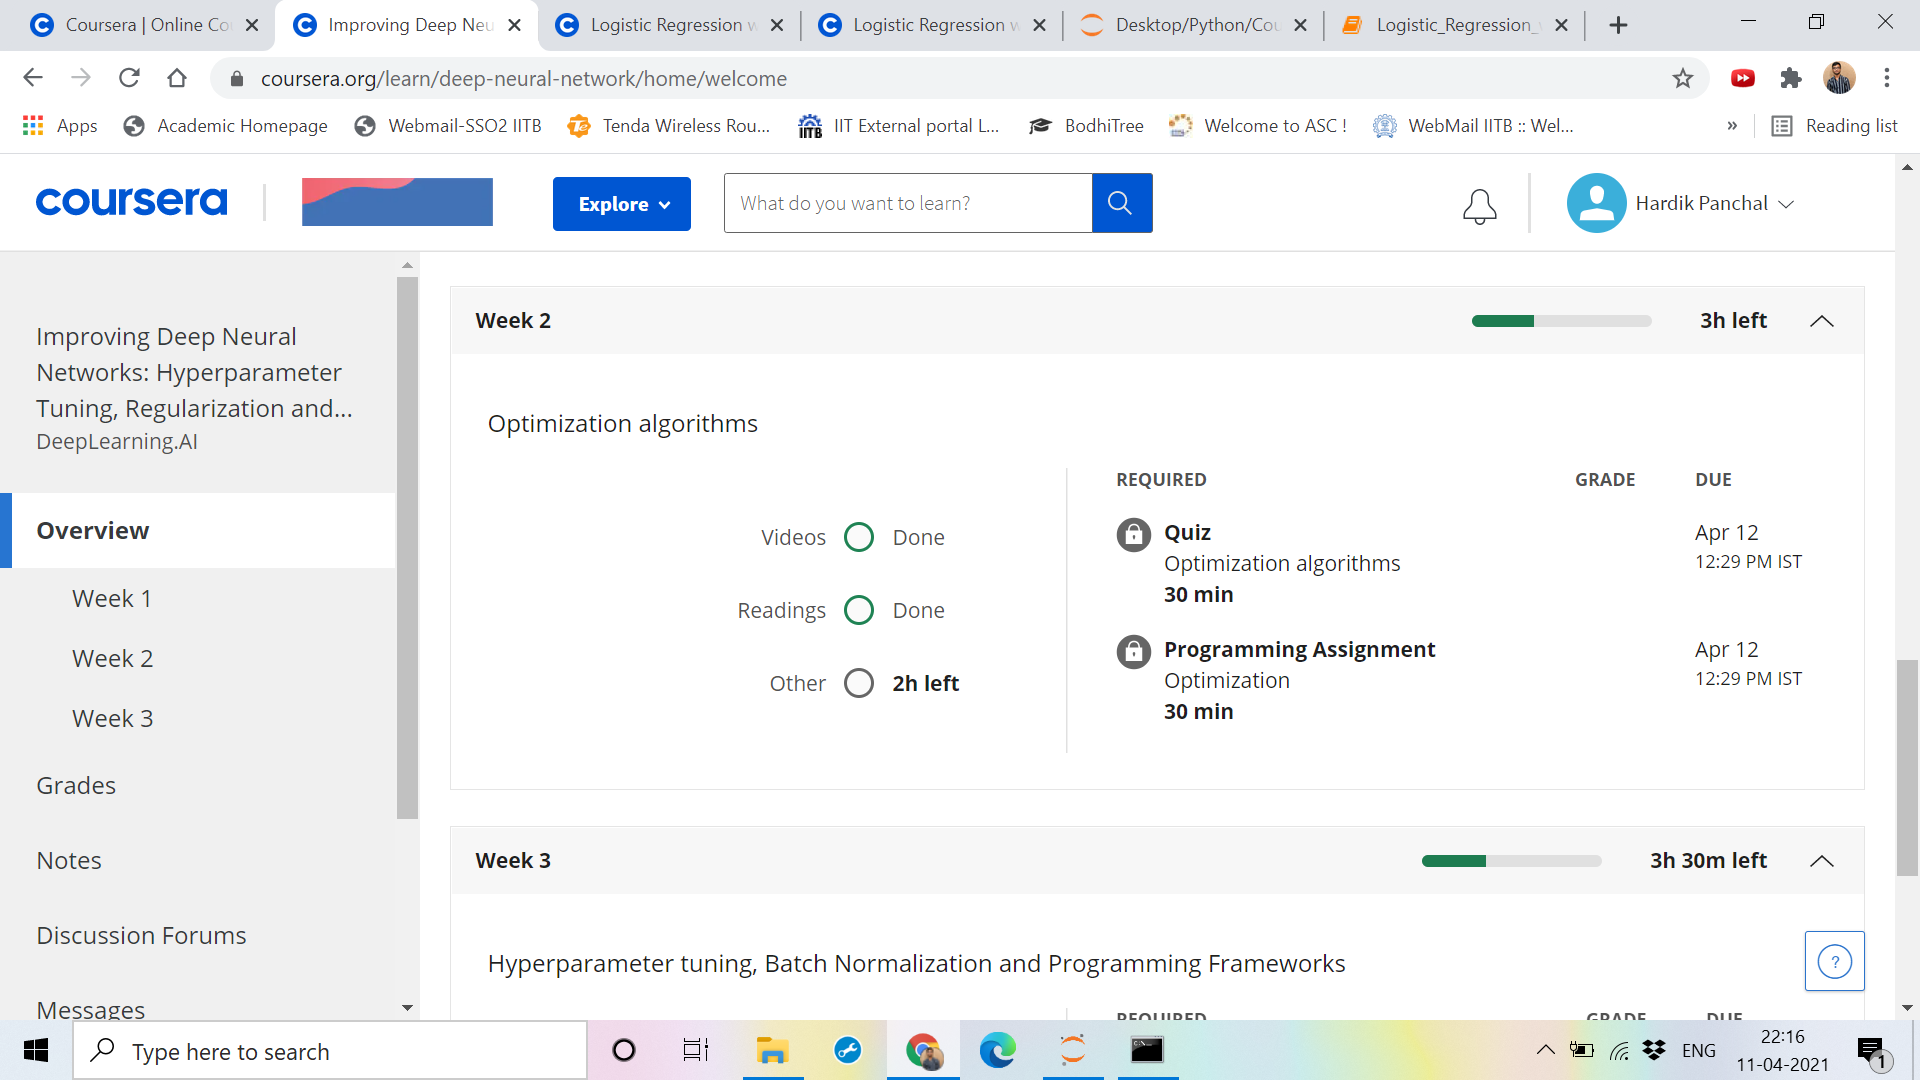 Coursera | Online Co
Improving Deep Neu
Logistic Regression w
Logistic Regression w
Desktop/Python/Cou
Logistic_Regression_
coursera.org/learn/deep-neural-network/home/welcome
Apps
Academic Homepage
Webmail-SSO2 IITB
Tenda Wireless Rou...
IIT External portal L...
BodhiTree
Welcome to ASC !
WebMail IITB :: Wel...
»
Reading list
coursera
Explore
What do you want to learn?
Hardik Panchal
Improving Deep Neural
Networks: Hyperparameter
Tuning, Regularization and...
DeepLearning.AI
Overview
Week 1
Week 2
Week 3
Grades
Notes
Discussion Forums
Messages
Week 2
3h left
Optimization algorithms
Videos Done
Readings Done
Other 2h left
REQUIRED GRADE DUE
Quiz Apr 12
Optimization algorithms 12:29 PM IST
30 min
Programming Assignment Apr 12
Optimization 12:29 PM IST
30 min
Week 3
3h 30m left
Hyperparameter tuning, Batch Normalization and Programming Frameworks
REQUIRED GRADE DUE
?
Type here to search
ENG
22:16
11-04-2021
1